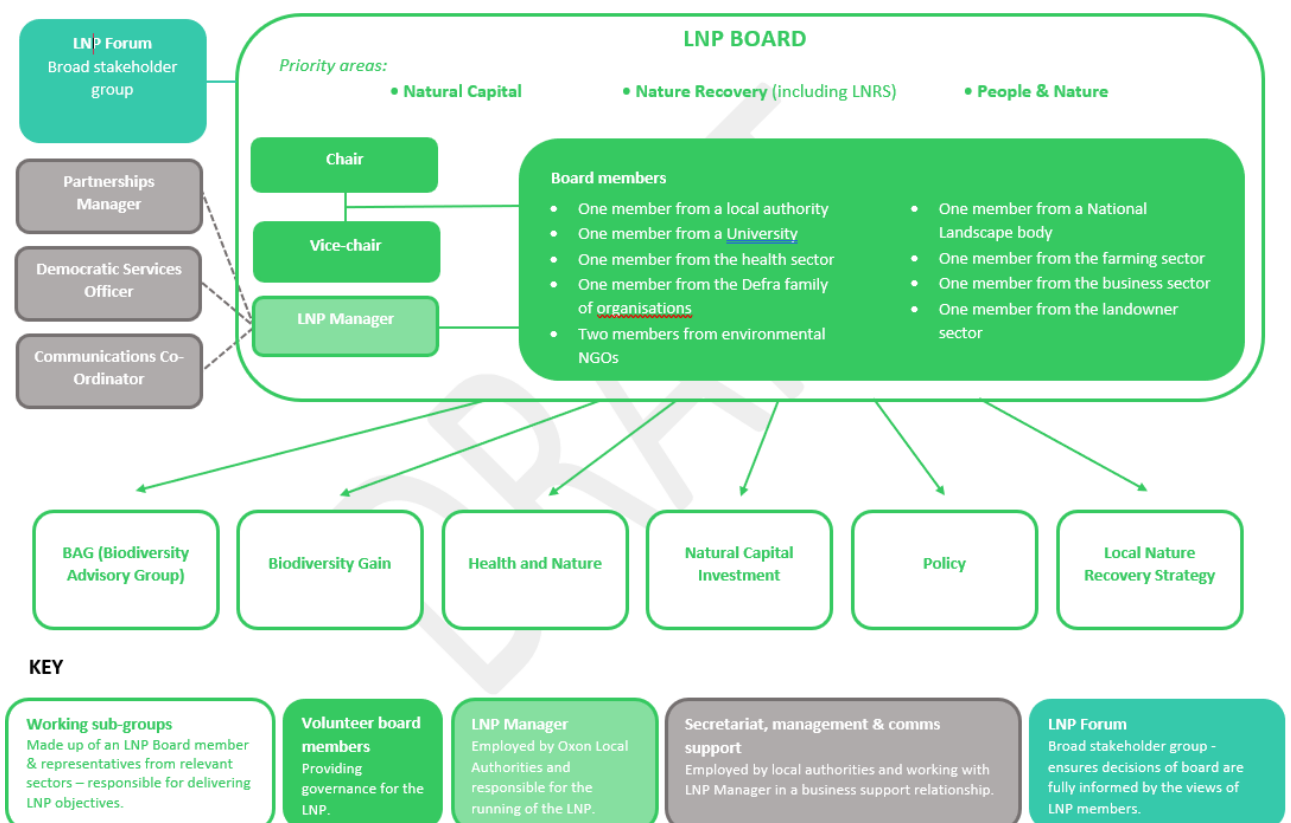 LNP Forum
Broad stakeholder
group
LNP BOARD
Priority areas:
• Natural Capital
• Nature Recovery (including LNRS)
• People & Nature
Partnerships
Manager
Democratic Services
Officer
Communications Co-
Ordinator
Chair
Vice-chair
LNP Manager
Board members
• One member from a local authority
• One member from a University
• One member from the health sector
• One member from the Defra family
of organisations
• Two members from environmental
NGOs
• One member from a National
Landscape body
• One member from the farming sector
• One member from the business sector
• One member from the landowner
sector
DRAFT
BAG (Biodiversity
Advisory Group)
Biodiversity Gain
Health and Nature
Natural Capital
Investment
Policy
Local Nature
Recovery Strategy
KEY
Working sub-groups
Made up of an LNP Board member
& representatives from relevant
sectors – responsible for delivering
LNP objectives.
Volunteer board
members
Providing
governance for the
LNP.
LNP Manager
Employed by Oxon Local
Authorities and
responsible for the
running of the LNP.
Secretariat, management & comms
support
Employed by local authorities and working with
LNP Manager in a business support relationship.
LNP Forum
Broad stakeholder group -
ensures decisions of board are
fully informed by the views of
LNP members.